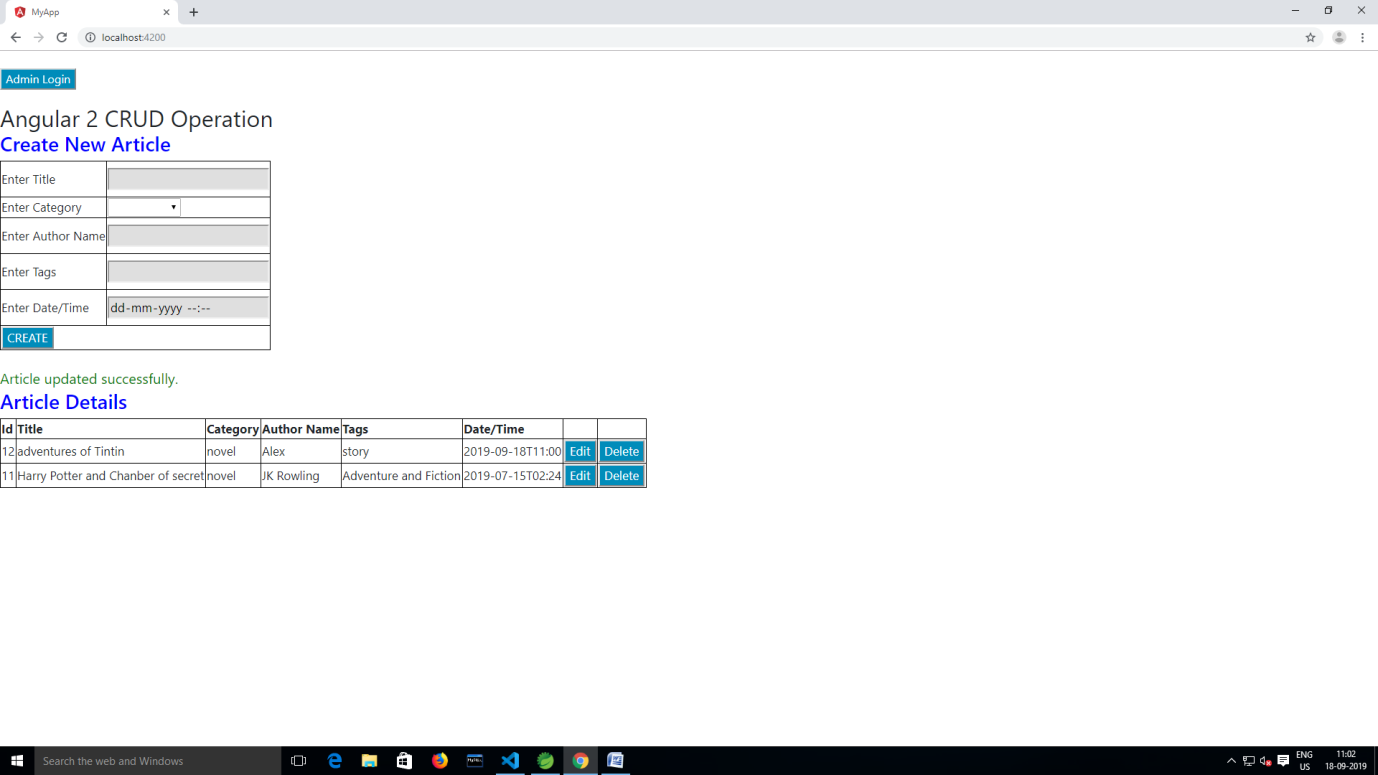 MyApp
localhost:4200
Admin Login
Angular 2 CRUD Operation
Create New Article
Enter Title
Enter Category
Enter Author Name
Enter Tags
Enter Date/Time dd-mm-yyyy --:--
CREATE
Article updated successfully.
Article Details
Id Title Category Author Name Tags Date/Time
12 adventures of Tintin novel Alex story 2019-09-18T11:00 Edit Delete
11 Harry Potter and Chanber of secret novel JK Rowling Adventure and Fiction 2019-07-15T02:24 Edit Delete
Search the web and Windows
ENG 11:02
US 18-09-2019